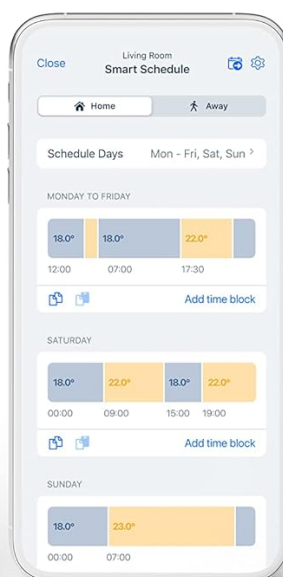 Living Room
Close Smart Schedule
Home Away
Schedule Days Mon - Fri, Sat, Sun >
MONDAY TO FRIDAY
18.0° 18.0° 22.0°
12:00 07:00 17:30
Add time block
SATURDAY
18.0° 22.0° 18.0° 22.0°
00:00 09:00 15:00 19:00
Add time block
SUNDAY
18.0° 23.0°
00:00 07:00